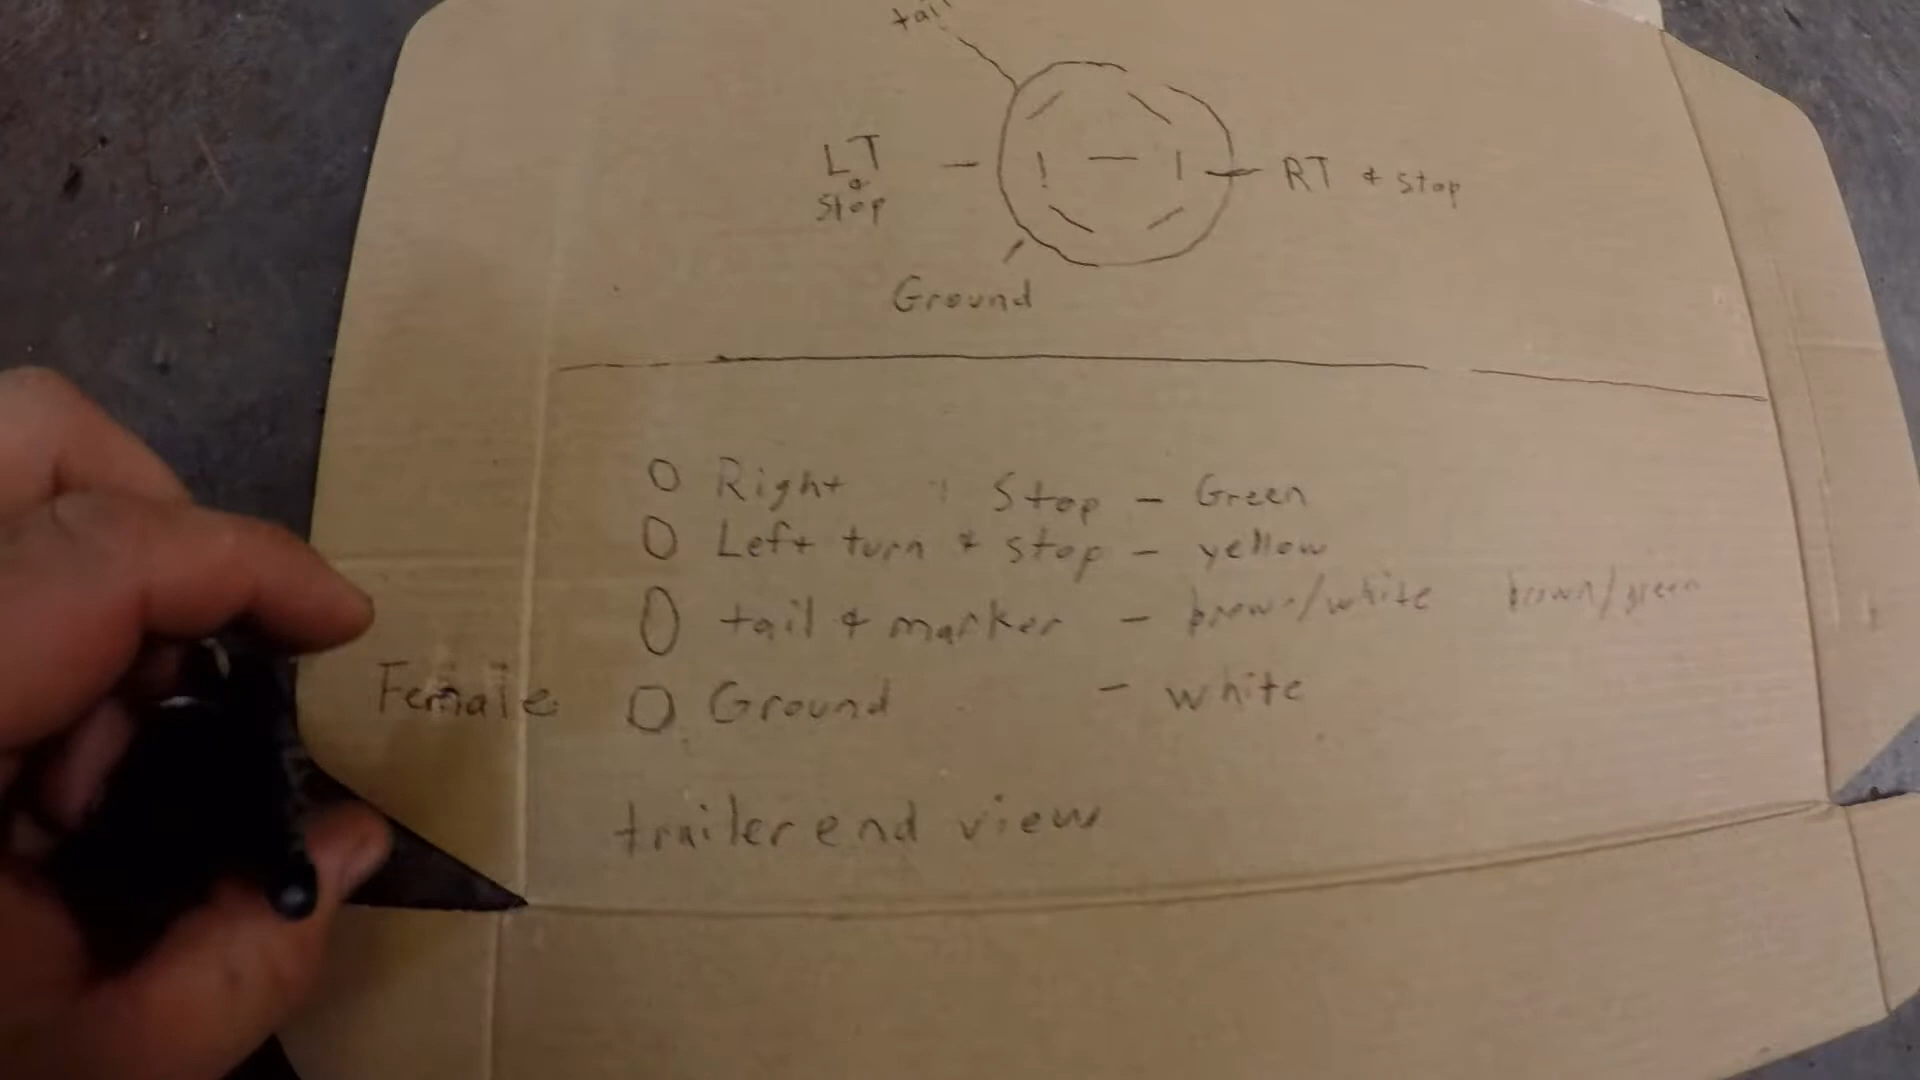 tail
LT
&
stop
RT & stop
Ground
Right Stop - Green
Left turn & stop - yellow
tail & marker - brown/white brown/green
Female Ground - white
trailer end view